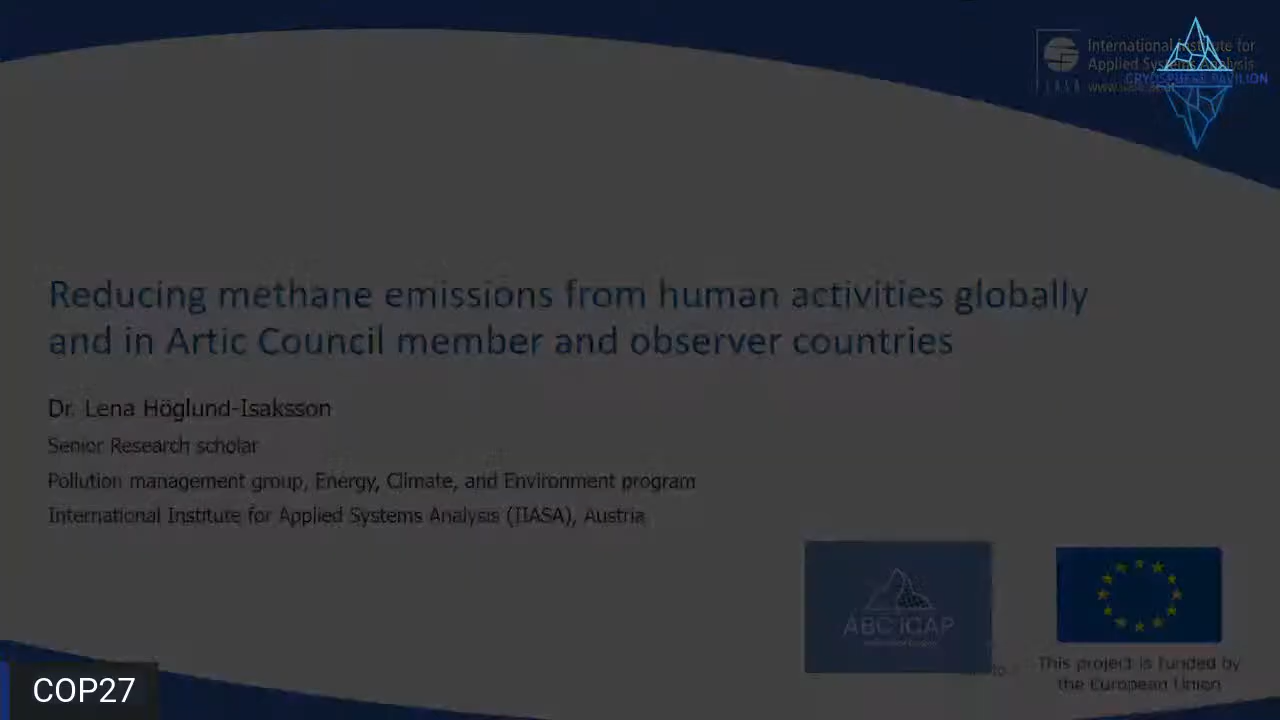 International Institute for
Applied Systems Analysis
CRYOSPHERE PAVILION
IIASA
Reducing methane emissions from human activities globally
and in Artic Council member and observer countries
Dr. Lena Höglund-Isaksson
Senior Research scholar
Pollution management group, Energy, Climate, and Environment program
International Institute for Applied Systems Analysis (IIASA), Austria
ABC iCAP
This project is funded by
the European Union
COP27